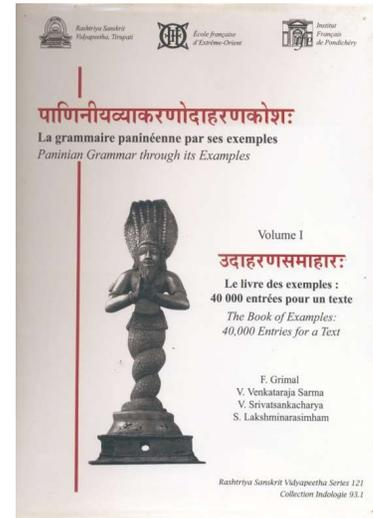 Rashtriya Sanskrit
Vidyapeetha, Tirupati
École française
d'Extrême-Orient
Institut
Français
de Pondichéry
पाणिनीयव्याकरणोदाहरणकोशः
La grammaire paninéenne par ses exemples
Paninian Grammar through its Examples
Volume I
उदाहरणसमाहारः
Le livre des exemples :
40 000 entrées pour un texte
The Book of Examples:
40,000 Entries for a Text
F. Grimal
V. Venkataraja Sarma
V. Srivatsankacharya
S. Lakshminarasimham
Rashtriya Sanskrit Vidyapeetha Series 121
Collection Indologie 93.1